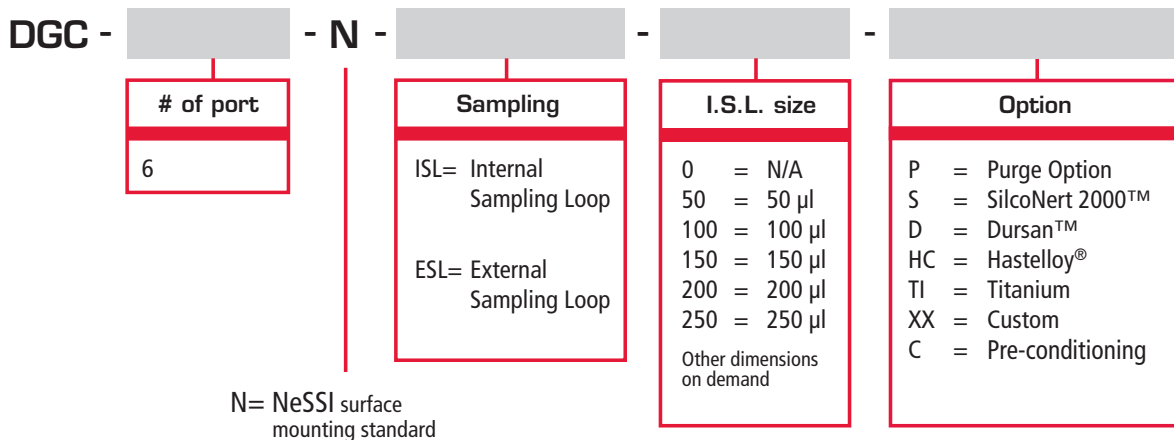 DGC - - N - - -
# of port
6
Sampling
ISL= Internal
Sampling Loop
ESL= External
Sampling Loop
I.S.L. size
0 = N/A
50 = 50 µl
100 = 100 µl
150 = 150 µl
200 = 200 µl
250 = 250 µl
Other dimensions
on demand
Option
P = Purge Option
S = SilcoNert 2000™
D = Dursan™
HC = Hastelloy®
TI = Titanium
XX = Custom
C = Pre-conditioning
N= NeSSI surface
mounting standard